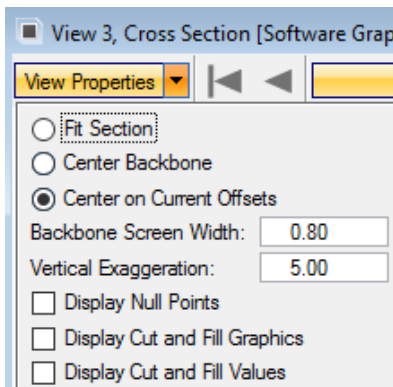 View 3, Cross Section [Software Grap
View Properties
Fit Section
Center Backbone
Center on Current Offsets
Backbone Screen Width: 0.80
Vertical Exaggeration: 5.00
Display Null Points
Display Cut and Fill Graphics
Display Cut and Fill Values